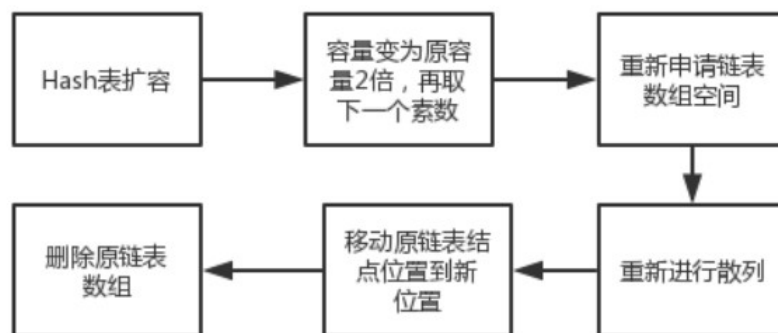 Hash表扩容
容量变为原容
量2倍，再取
下一个素数
重新申请链表
数组空间
重新进行散列
移动原链表结
点位置到新
位置
删除原链表
数组